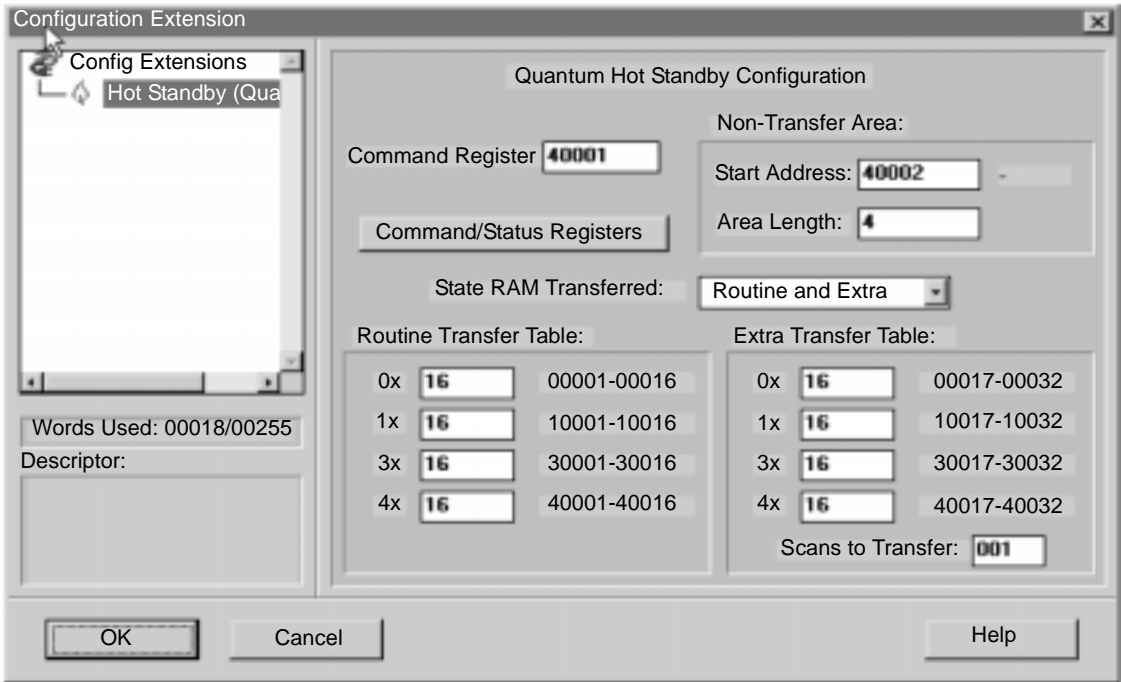 Configuration Extension
Config Extensions
Hot Standby (Qua
Words Used: 00018/00255
Descriptor:
Quantum Hot Standby Configuration
Command Register 40001
Command/Status Registers
Non-Transfer Area:
Start Address: 40002 -
Area Length: 4
State RAM Transferred: Routine and Extra
Routine Transfer Table:
0x 16 00001-00016
1x 16 10001-10016
3x 16 30001-30016
4x 16 40001-40016
Extra Transfer Table:
0x 16 00017-00032
1x 16 10017-10032
3x 16 30017-30032
4x 16 40017-40032
Scans to Transfer: 001
OK Cancel Help